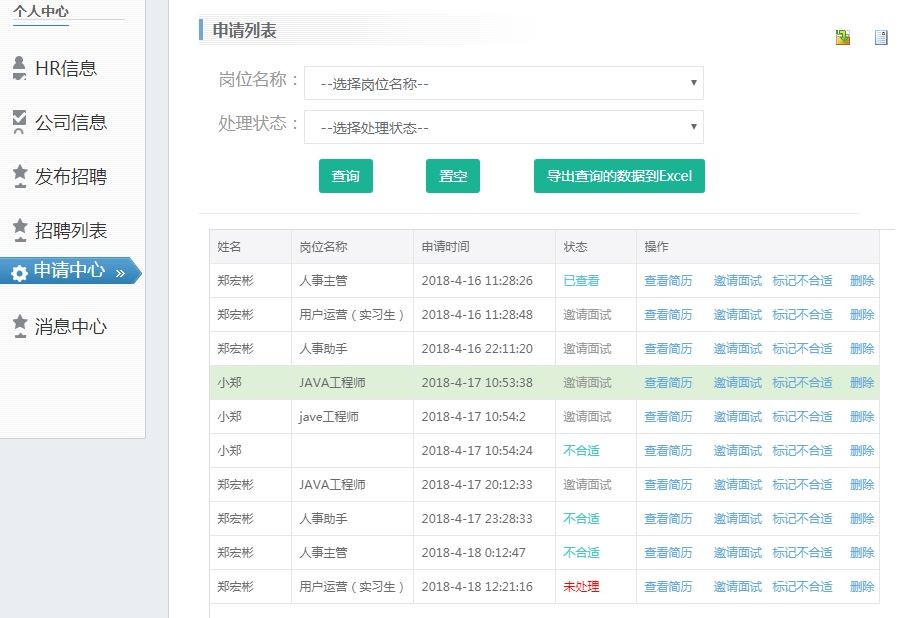 个人中心
HR信息
公司信息
发布招聘
招聘列表
申请中心 »
消息中心
申请列表
岗位名称： --选择岗位名称--
处理状态： --选择处理状态--
查询 置空 导出查询的数据到Excel
姓名 岗位名称 申请时间 状态 操作
郑宏彬 人事主管 2018-4-16 11:28:26 已查看 查看简历 邀请面试 标记不合适 删除
郑宏彬 用户运营（实习生） 2018-4-16 11:28:48 邀请面试 查看简历 邀请面试 标记不合适 删除
郑宏彬 人事助手 2018-4-16 22:11:20 邀请面试 查看简历 邀请面试 标记不合适 删除
小郑 JAVA工程师 2018-4-17 10:53:38 邀请面试 查看简历 邀请面试 标记不合适 删除
小郑 jave工程师 2018-4-17 10:54:2 邀请面试 查看简历 邀请面试 标记不合适 删除
小郑 2018-4-17 10:54:24 不合适 查看简历 邀请面试 标记不合适 删除
郑宏彬 JAVA工程师 2018-4-17 20:12:33 邀请面试 查看简历 邀请面试 标记不合适 删除
郑宏彬 人事助手 2018-4-17 23:28:33 不合适 查看简历 邀请面试 标记不合适 删除
郑宏彬 人事主管 2018-4-18 0:12:47 不合适 查看简历 邀请面试 标记不合适 删除
郑宏彬 用户运营（实习生） 2018-4-18 12:21:16 未处理 查看简历 邀请面试 标记不合适 删除